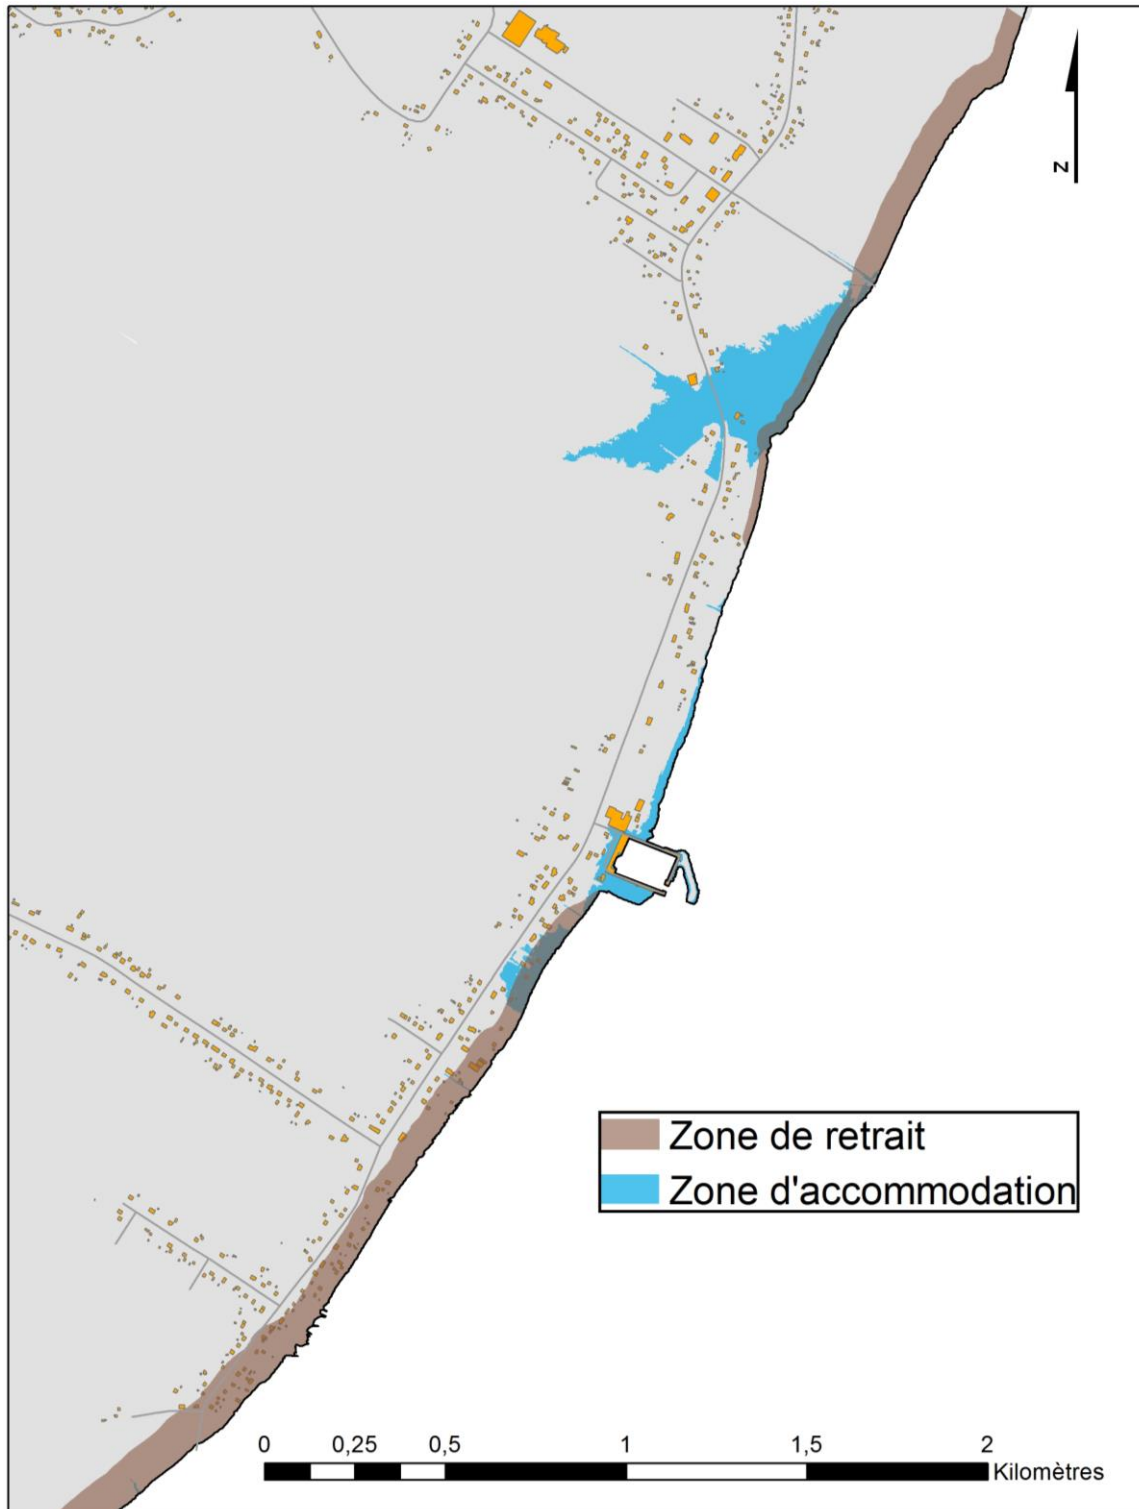 N
Zone de retrait
Zone d'accommodation
0 0,25 0,5 1 1,5 2
Kilomètres